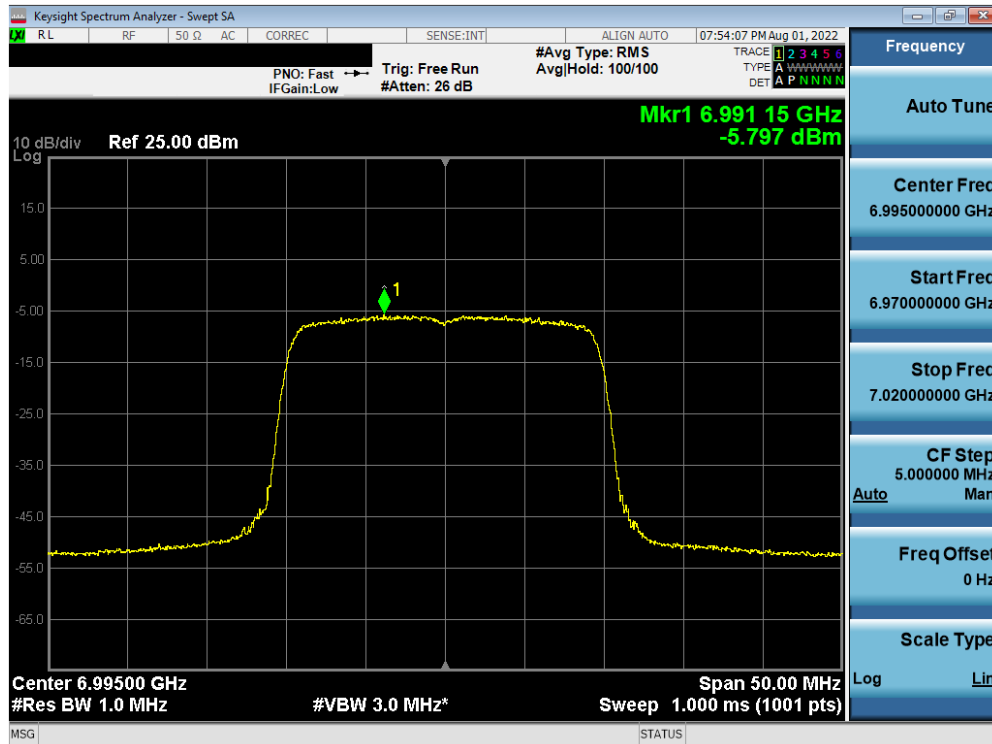 Keysight Spectrum Analyzer - Swept SA
LXI RL RF 50 Ω AC CORREC SENSE:INT ALIGN AUTO 07:54:07 PM Aug 01, 2022
PNO: Fast Trig: Free Run #Avg Type: RMS TRACE 1 2 3 4 5 6
IFGain:Low #Atten: 26 dB Avg|Hold: 100/100 TYPE A WWWWW
DET A P N N N N
Mkr1 6.991 15 GHz
-5.797 dBm
10 dB/div Ref 25.00 dBm
Log
15.0
5.00
-5.00
-15.0
-25.0
-35.0
-45.0
-55.0
-65.0
1
Center 6.99500 GHz Span 50.00 MHz
#Res BW 1.0 MHz #VBW 3.0 MHz* Sweep 1.000 ms (1001 pts)
MSG STATUS
Frequency
Auto Tune
Center Freq
6.995000000 GHz
Start Freq
6.970000000 GHz
Stop Freq
7.020000000 GHz
CF Step
5.000000 MHz
Auto Man
Freq Offset
0 Hz
Scale Type
Log Lin